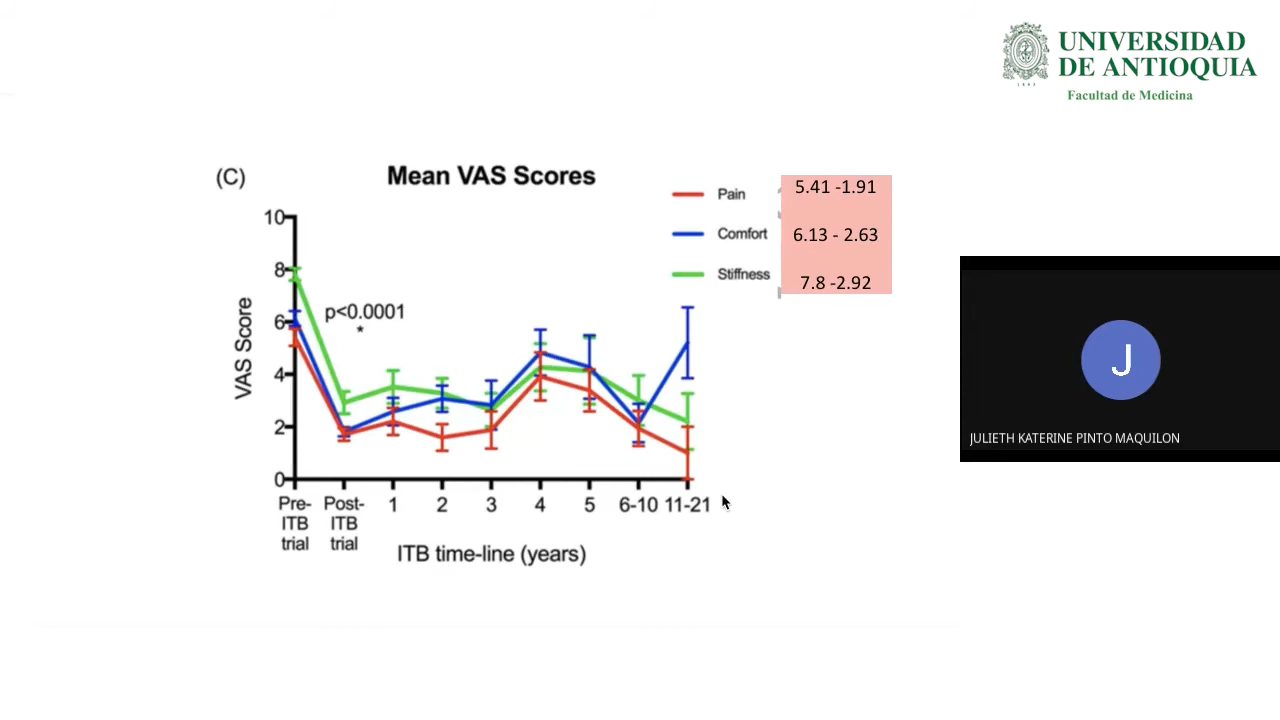 UNIVERSIDAD
DE ANTIOQUIA
1803
Facultad de Medicina
(C)
Mean VAS Scores
Pain
Comfort
Stiffness
5.41 -1.91
6.13 - 2.63
7.8 -2.92
VAS Score
10
8
6
4
2
0
p<0.0001
*
Pre-
ITB
trial
Post-
ITB
trial
1
2
3
4
5
6-10
11-21
ITB time-line (years)
J
JULIETH KATERINE PINTO MAQUILON